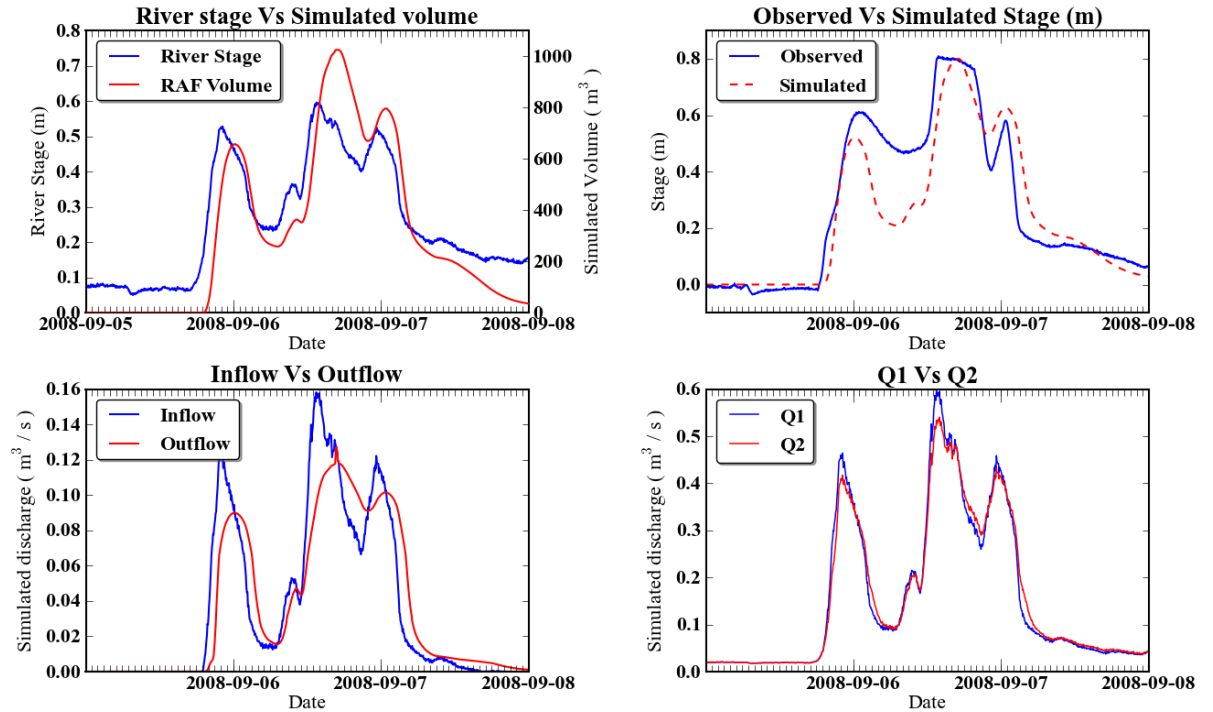 River stage Vs Simulated volume
0.8
0.7
0.6
0.5
0.4
0.3
0.2
0.1
0.0
River Stage (m)
River Stage
RAF Volume
1000
800
600
400
200
0
Simulated Volume ( m³ )
2008-09-05 2008-09-06 2008-09-07 2008-09-08
Date
Observed Vs Simulated Stage (m)
0.8
0.6
0.4
0.2
0.0
Stage (m)
Observed
Simulated
2008-09-06 2008-09-07 2008-09-08
Date
Inflow Vs Outflow
0.16
0.14
0.12
0.10
0.08
0.06
0.04
0.02
0.00
Simulated discharge ( m³ / s )
Inflow
Outflow
2008-09-06 2008-09-07 2008-09-08
Date
Q1 Vs Q2
0.6
0.5
0.4
0.3
0.2
0.1
0.0
Simulated discharge ( m³ / s )
Q1
Q2
2008-09-06 2008-09-07 2008-09-08
Date